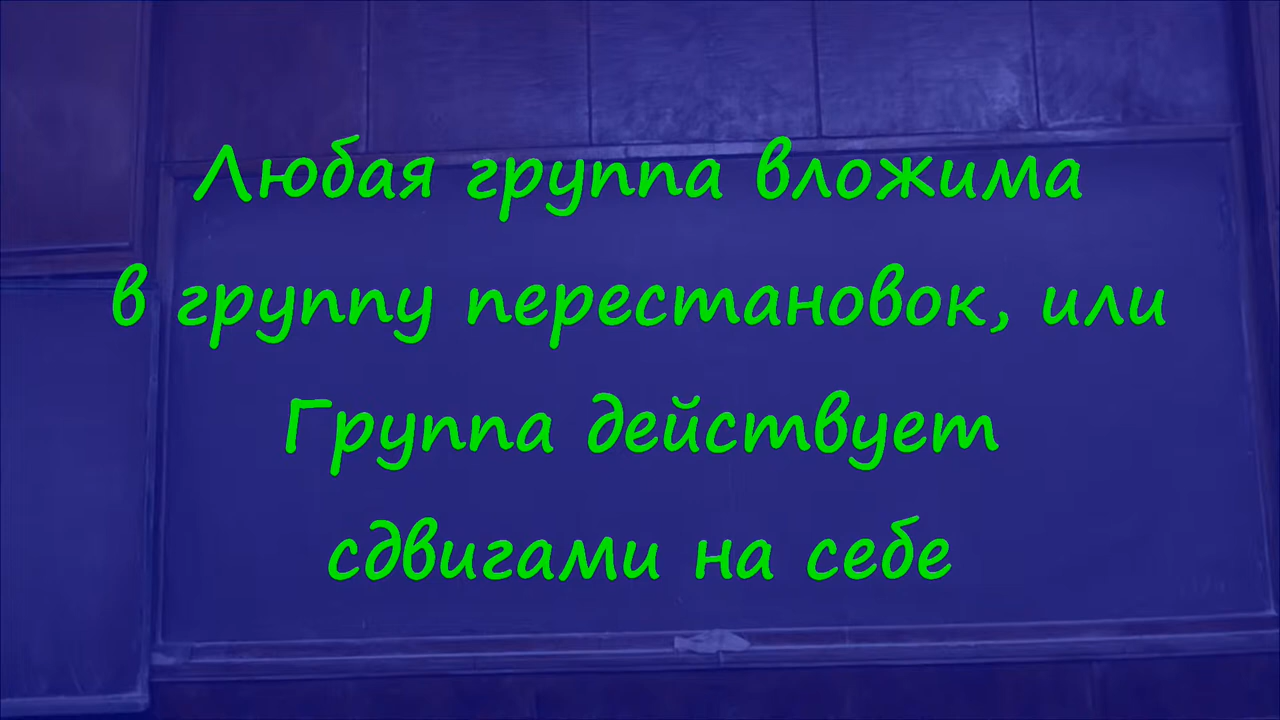 Любая группа вложима
в группу перестановок, или
Группа действует
сдвигами на себе